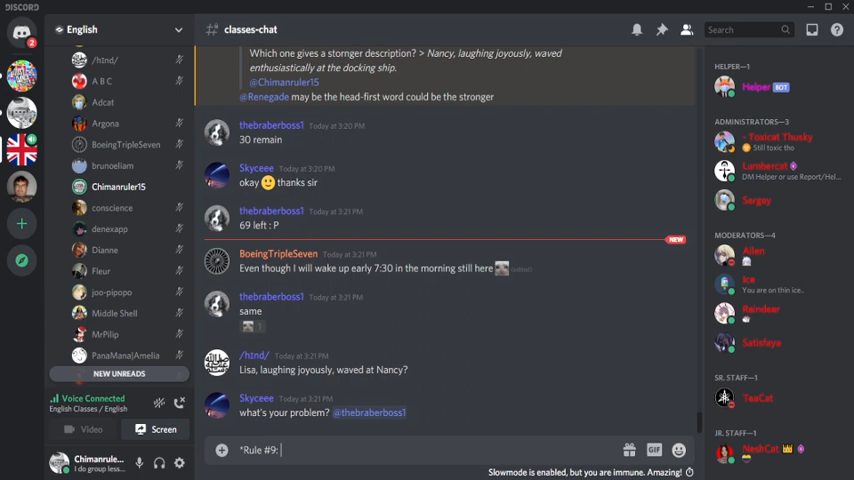 DISCORD
English
classes-chat
Search
2
/hInd/
A B C
Adcat
Argona
BoeingTripleSeven
brunoeliam
Chimanruler15
conscience
denexapp
Dianne
Fleur
joo-pipopo
Middle Shell
MrPilip
PanaMana|Amelia
NEW UNREADS
Voice Connected
English Classes / English
Video
Screen
Chimanrule...
I do group less...
Which one gives a stornger description? > Nancy, laughing joyously, waved
enthusiastically at the docking ship.
@Chimanruler15
@Renegade may be the head-first word could be the stronger
thebraberboss1 Today at 3:20 PM
30 remain
Skyceee Today at 3:20 PM
okay 🙂 thanks sir
thebraberboss1 Today at 3:21 PM
69 left : P
NEW
BoeingTripleSeven Today at 3:21 PM
Even though I will wake up early 7:30 in the morning still here (edited)
thebraberboss1 Today at 3:21 PM
same
1
/hInd/ Today at 3:21 PM
Lisa, laughing joyously, waved at Nancy?
Skyceee Today at 3:21 PM
what's your problem? @thebraberboss1
*Rule #9:
GIF
Slowmode is enabled, but you are immune. Amazing!
HELPER—1
Helper BOT
ADMINISTRATORS—3
- Toxicat Thusky
Still toxic tho
Lumbercat
DM Helper or use Report/Hel...
Sergey
MODERATORS—4
Allen
Ice
You are on thin ice..
Raindear
Satisfaya
SR. STAFF—1
TeaCat
JR. STAFF—1
NeshCat